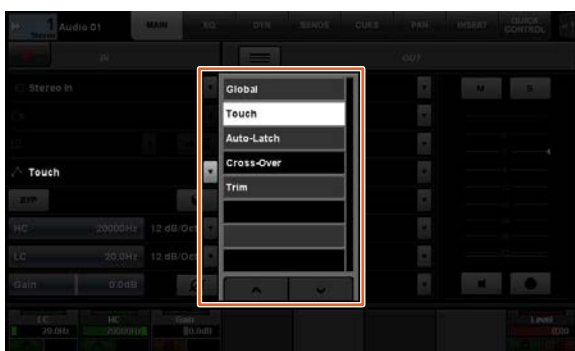 1 Audio 01 MAIN EQ DYN SENDS CUES PAN INSERT QUICK CONTROL
Stereo
IN OUT
Stereo In
M S
Touch
BYP
HC 20000Hz 12 dB/Oct
LC 20.0Hz 12 dB/Oct
Gain 0.0dB
Global
Touch
Auto-Latch
Cross-Over
Trim
LC HC Gain Level
20.0Hz 20000Hz 0.0dB 0.00